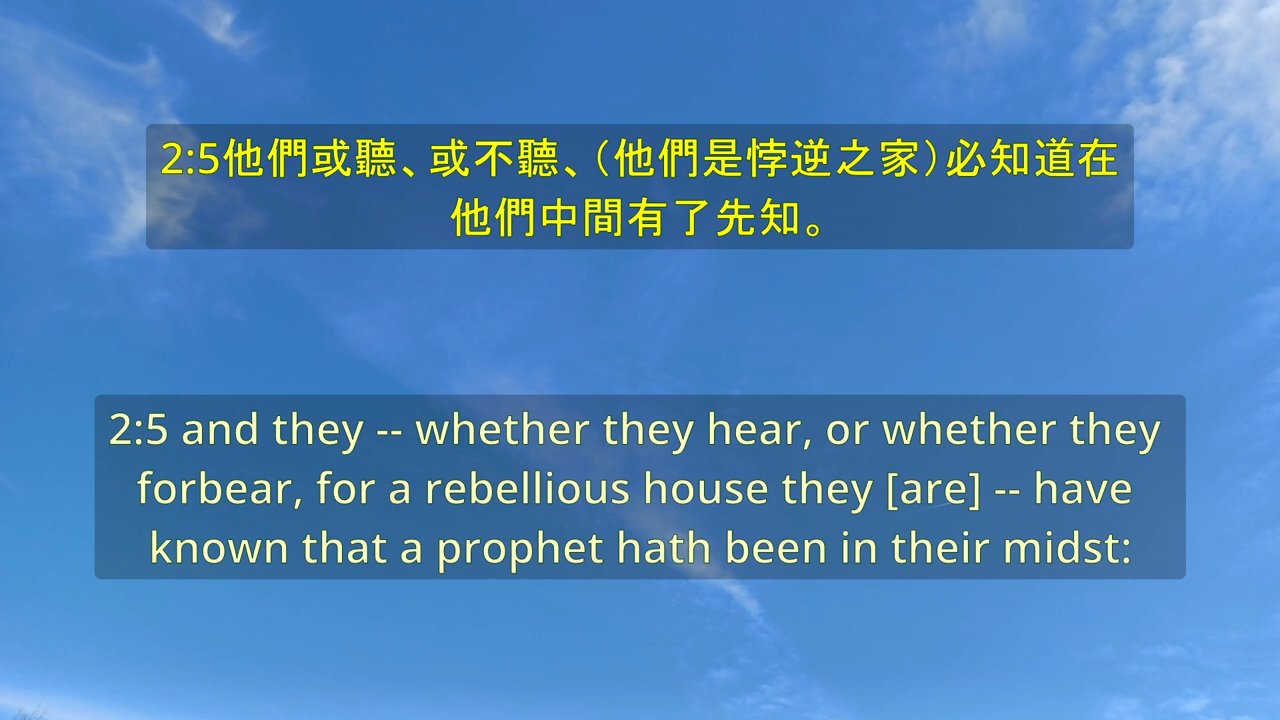 2:5他們或聽、或不聽、（他們是悖逆之家）必知道在
他們中間有了先知。
2:5 and they -- whether they hear, or whether they
forbear, for a rebellious house they [are] -- have
known that a prophet hath been in their midst: